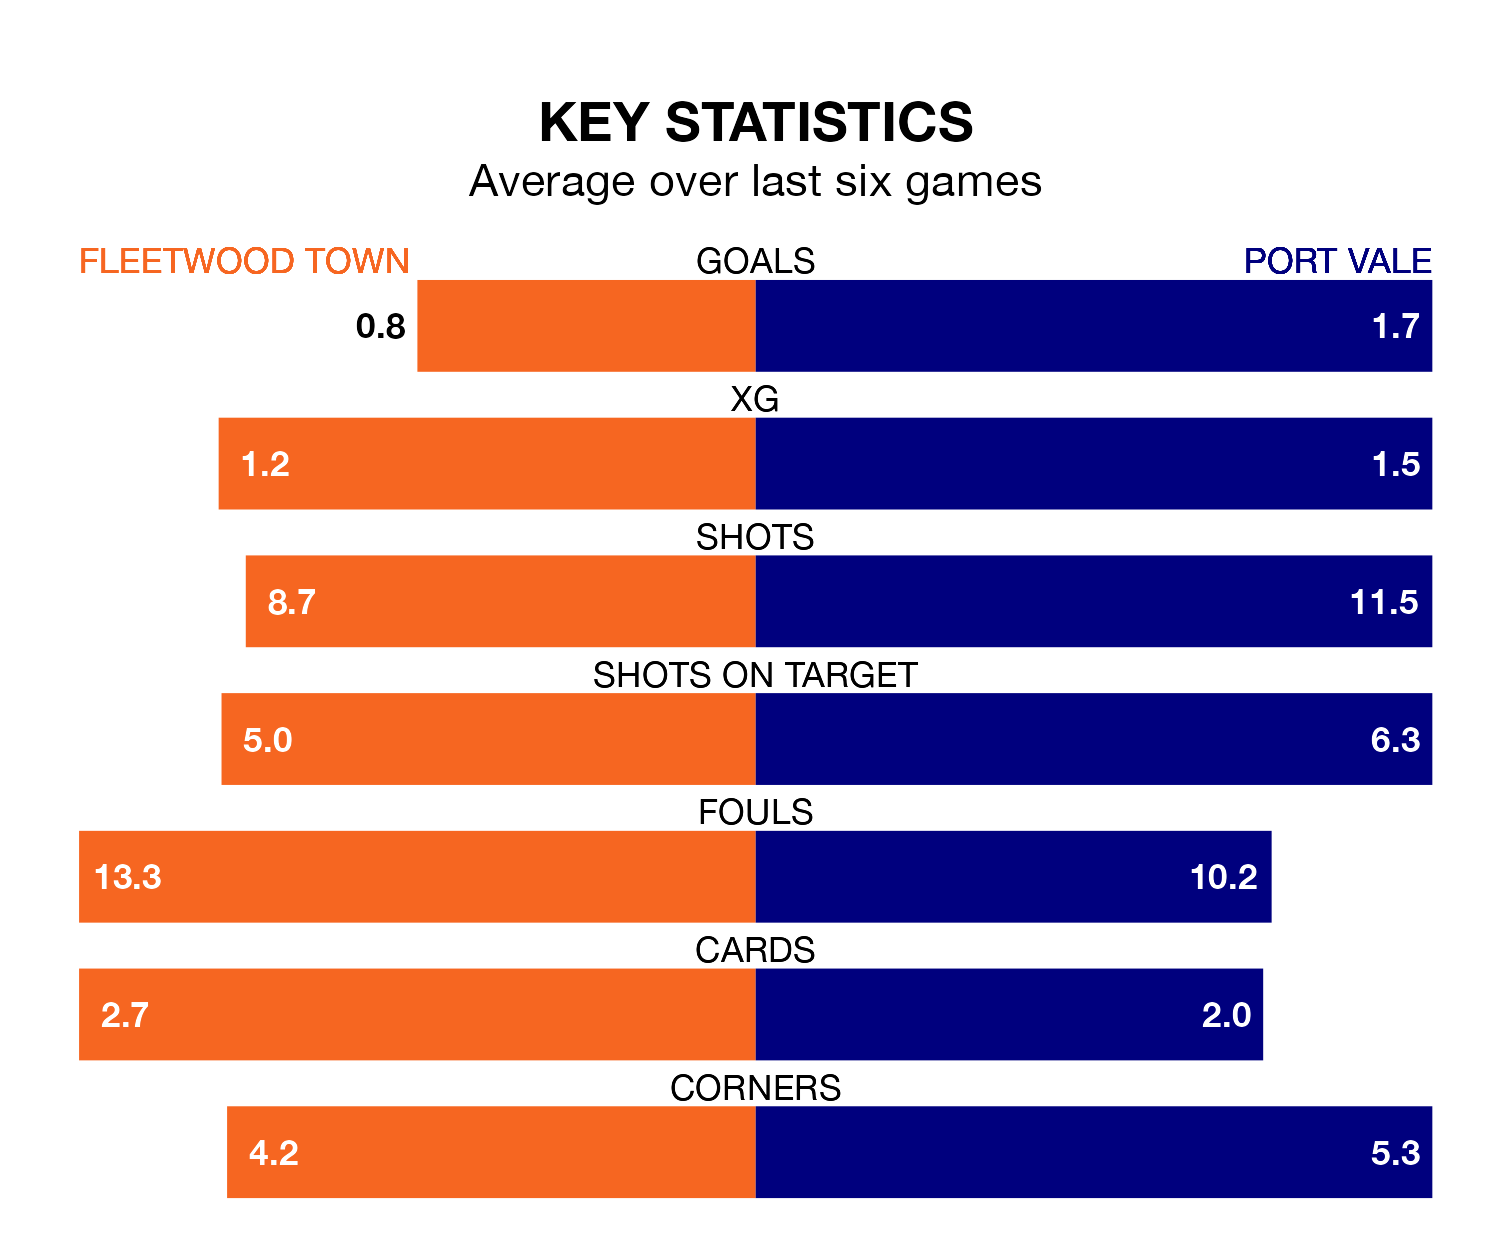 KEY STATISTICS
Average over last six games
FLEETWOOD TOWN GOALS PORT VALE
0.8 1.7
XG
1.2 1.5
SHOTS
8.7 11.5
SHOTS ON TARGET
5.0 6.3
FOULS
13.3 10.2
CARDS
2.7 2.0
CORNERS
4.2 5.3